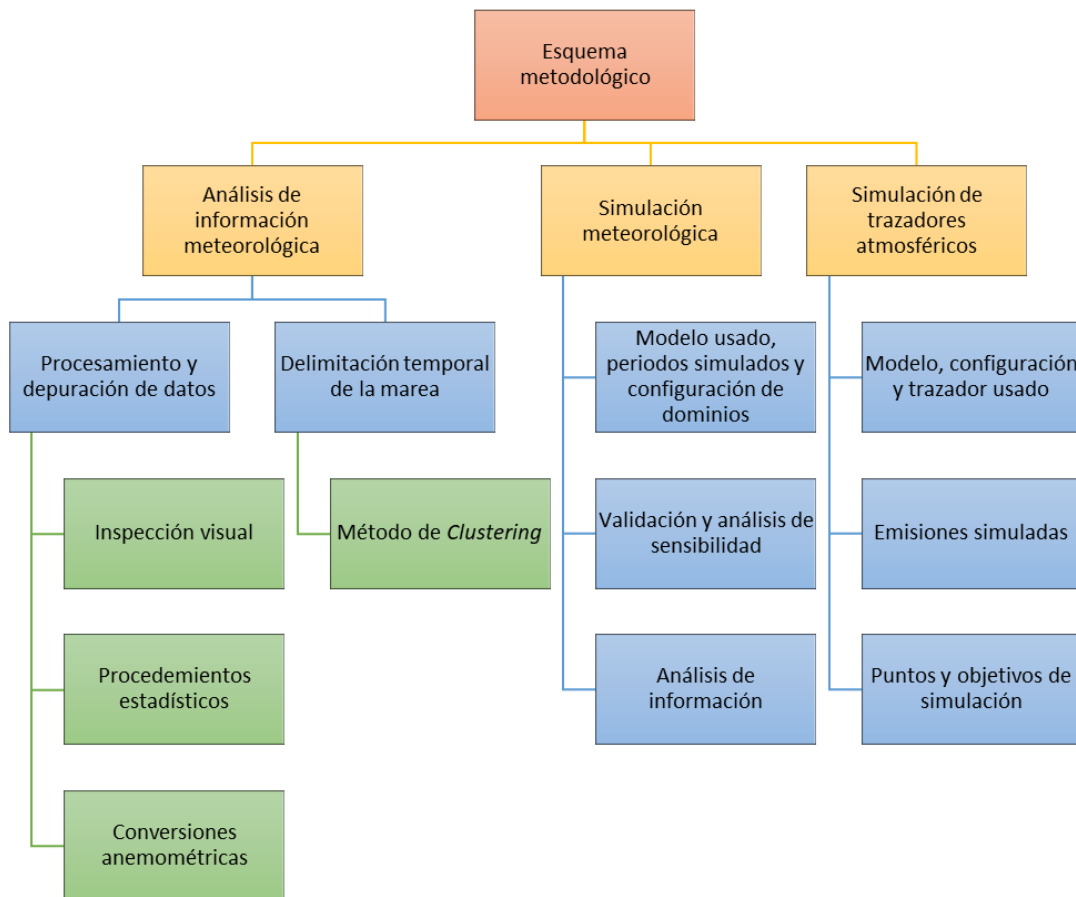 Esquema
metodológico
Análisis de
información
meteorológica
Simulación
meteorológica
Simulación de
trazadores
atmosféricos
Procesamiento y
depuración de datos
Delimitación temporal
de la marea
Modelo usado,
periodos simulados y
configuración de
dominios
Modelo, configuración
y trazador usado
Inspección visual
Método de Clustering
Validación y análisis de
sensibilidad
Emisiones simuladas
Procedemientos
estadísticos
Análisis de
información
Puntos y objetivos de
simulación
Conversiones
anemométricas